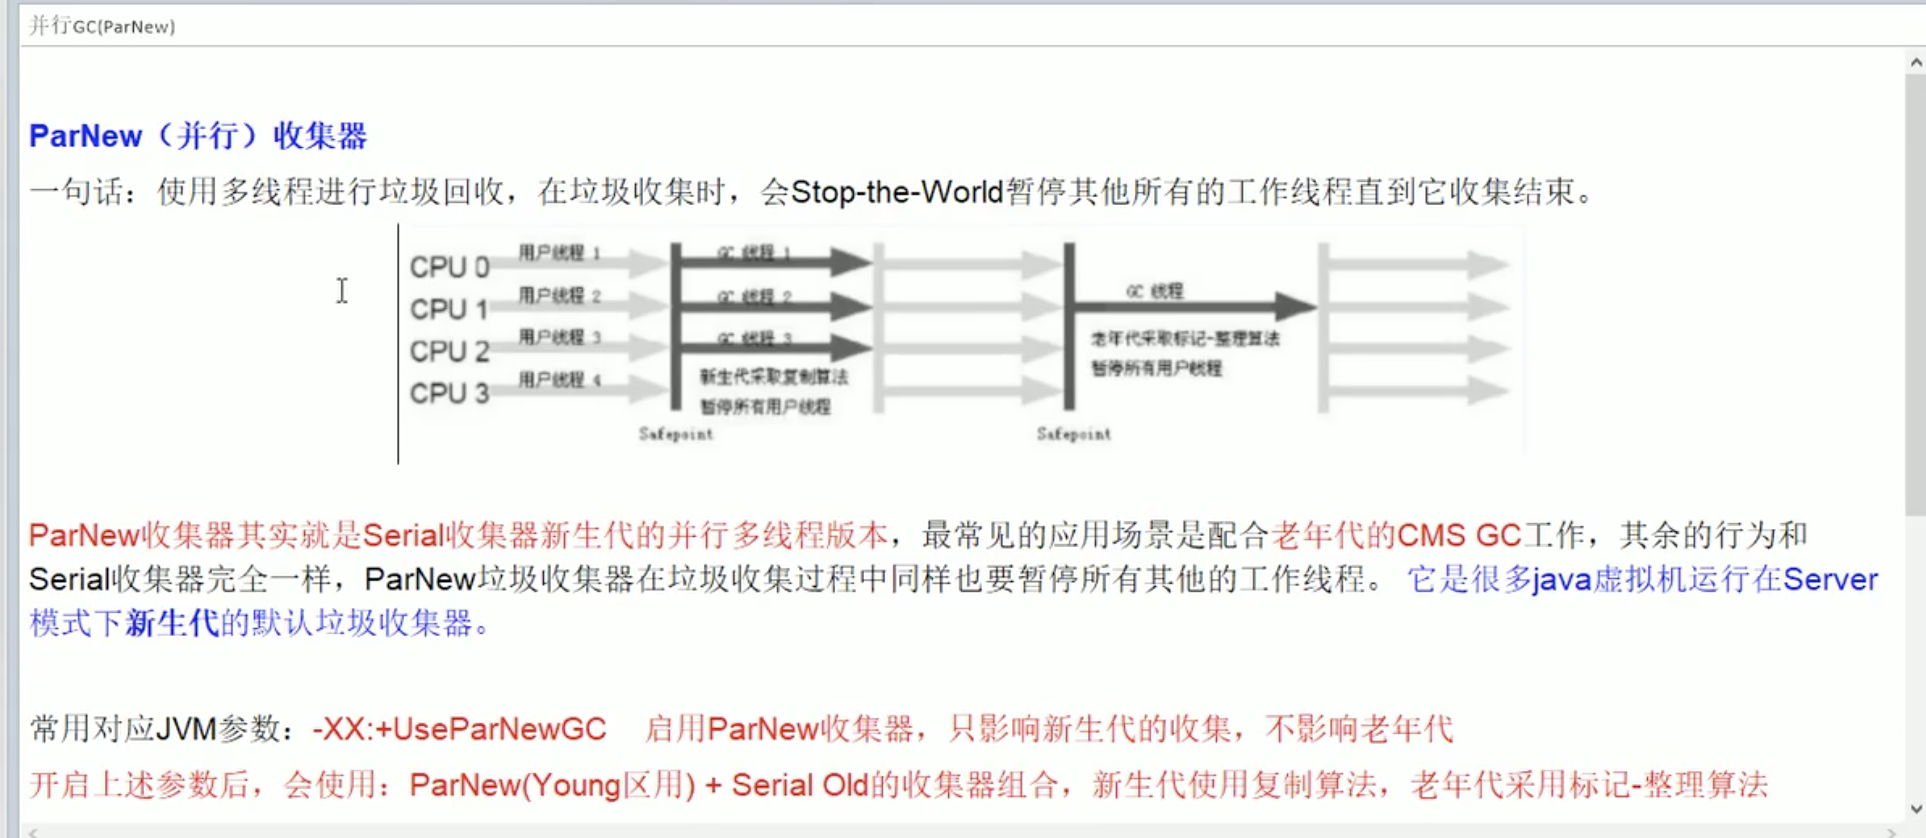 并行GC(ParNew)
ParNew（并行）收集器
一句话：使用多线程进行垃圾回收，在垃圾收集时，会Stop-the-World暂停其他所有的工作线程直到它收集结束。
CPU 0 用户线程 1 GC 线程 1
CPU 1 用户线程 2 GC 线程 2 GC 线程
CPU 2 用户线程 3 GC 线程 3 老年代采取标记-整理算法
CPU 3 用户线程 4 新生代采取复制算法 暂停所有用户线程
暂停所有用户线程
Safepoint Safepoint
ParNew收集器其实就是Serial收集器新生代的并行多线程版本，最常见的应用场景是配合老年代的CMS GC工作，其余的行为和
Serial收集器完全一样，ParNew垃圾收集器在垃圾收集过程中同样也要暂停所有其他的工作线程。 它是很多java虚拟机运行在Server
模式下新生代的默认垃圾收集器。
常用对应JVM参数：-XX:+UseParNewGC 启用ParNew收集器，只影响新生代的收集，不影响老年代
开启上述参数后，会使用：ParNew(Young区用) + Serial Old的收集器组合，新生代使用复制算法，老年代采用标记-整理算法